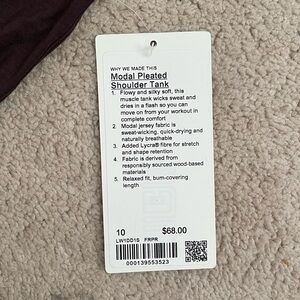 WHY WE MADE THIS
Modal Pleated
Shoulder Tank
1. Flowy and silky soft, this
muscle tank wicks sweat and
dries in a flash so you can
move on from your workout in
complete comfort
2 Modal jersey fabric is
sweat-wicking, quick-drying and
naturally breathable
3. Added Lycra® fibre for stretch
and shape retention
4. Fabric is derived from
responsibly sourced wood-based
materials
5. Relaxed fit, bum-covering
length
10 $68.00
LW1DD1S FRPR
000139553523